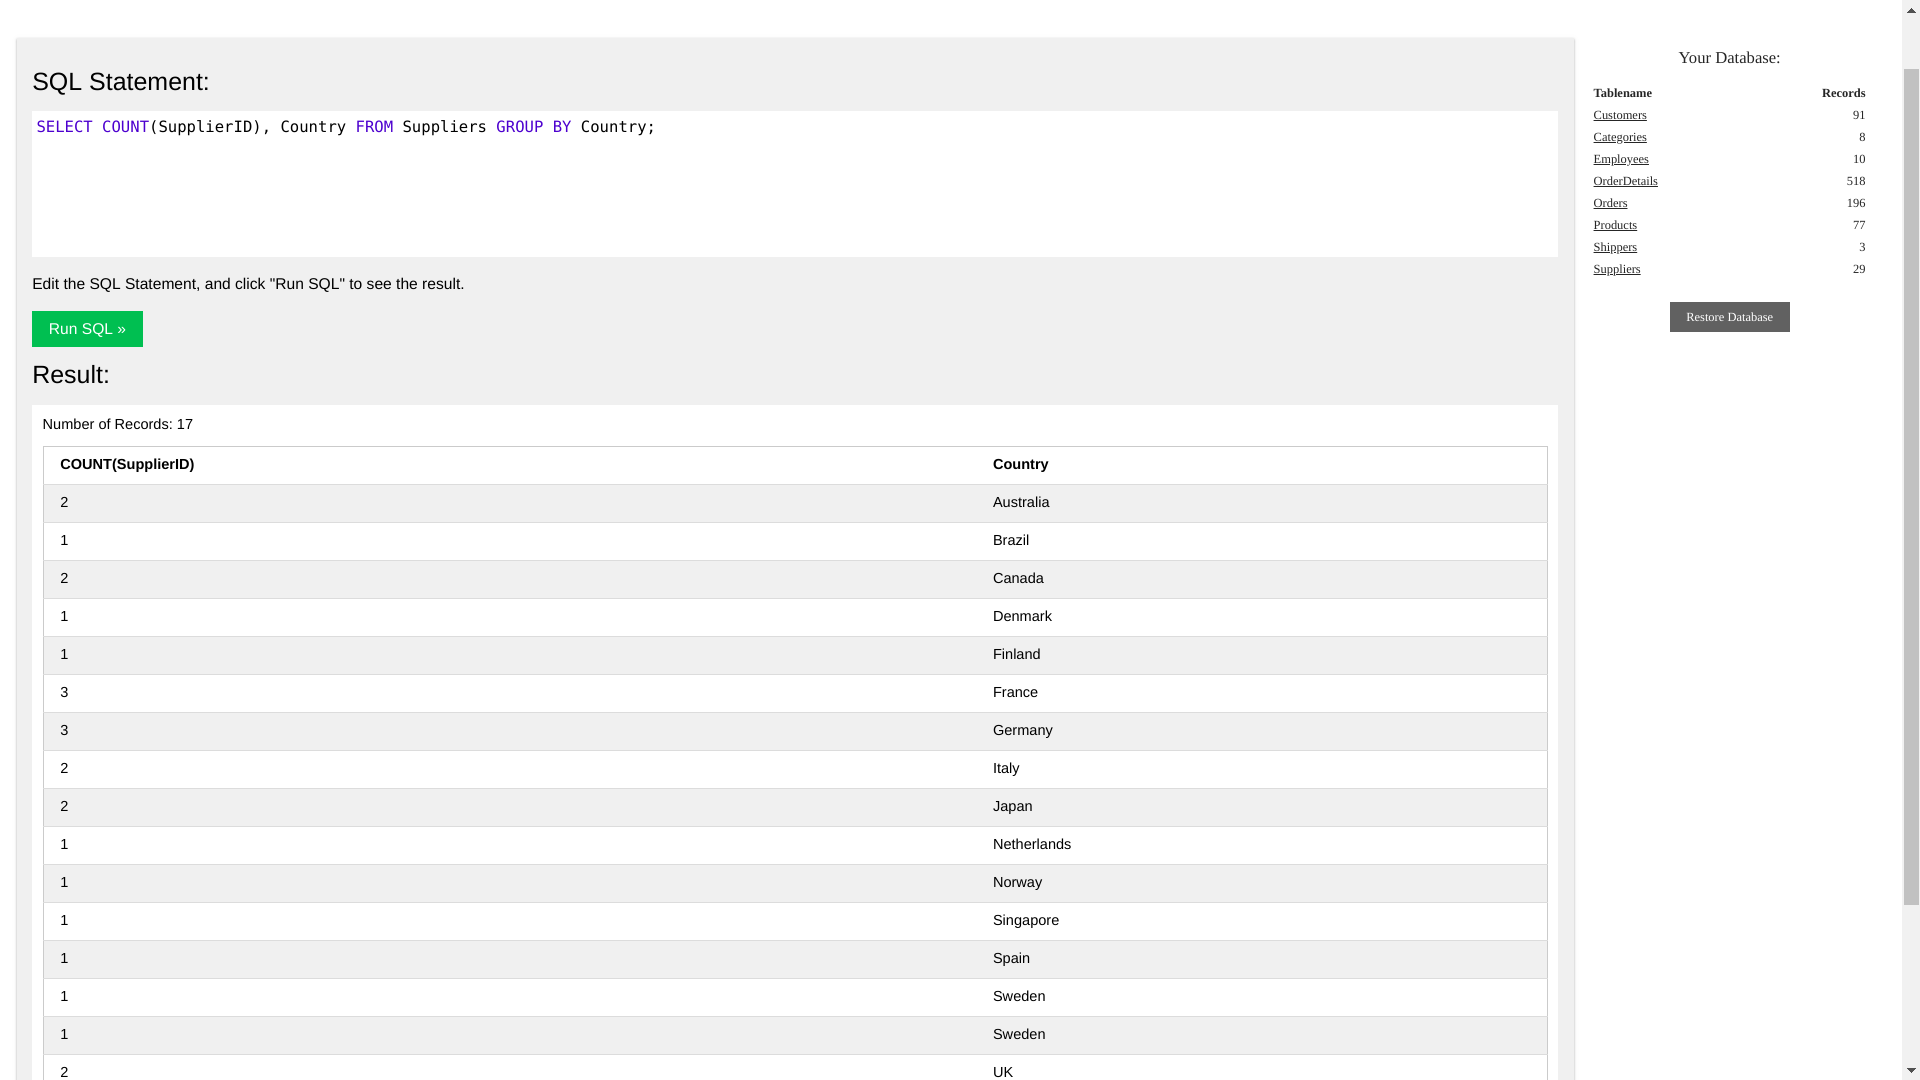 SQL Statement:
SELECT COUNT(SupplierID), Country FROM Suppliers GROUP BY Country;
Edit the SQL Statement, and click "Run SQL" to see the result.
Run SQL »
Result:
Number of Records: 17
COUNT(SupplierID) Country
2 Australia
1 Brazil
2 Canada
1 Denmark
1 Finland
3 France
3 Germany
2 Italy
2 Japan
1 Netherlands
1 Norway
1 Singapore
1 Spain
1 Sweden
1 Sweden
2 UK
Your Database:
Tablename Records
Customers 91
Categories 8
Employees 10
OrderDetails 518
Orders 196
Products 77
Shippers 3
Suppliers 29
Restore Database